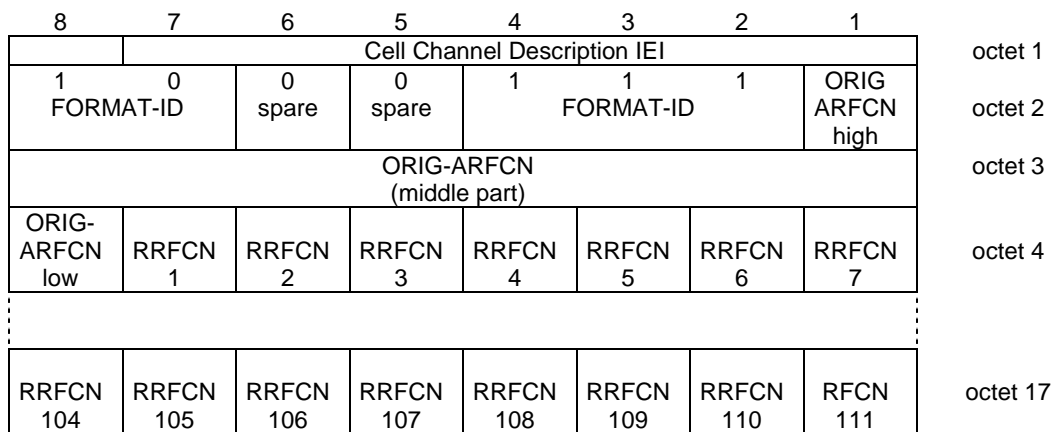 8 7 6 5 4 3 2 1
Cell Channel Description IEI octet 1
1 0 0 0 1 1 1 ORIG
FORMAT-ID spare spare FORMAT-ID ARFCN octet 2
high
ORIG-ARFCN octet 3
(middle part)
ORIG-
ARFCN RRFCN RRFCN RRFCN RRFCN RRFCN RRFCN RRFCN octet 4
low 1 2 3 4 5 6 7
RRFCN RRFCN RRFCN RRFCN RRFCN RRFCN RRFCN RFCN octet 17
104 105 106 107 108 109 110 111